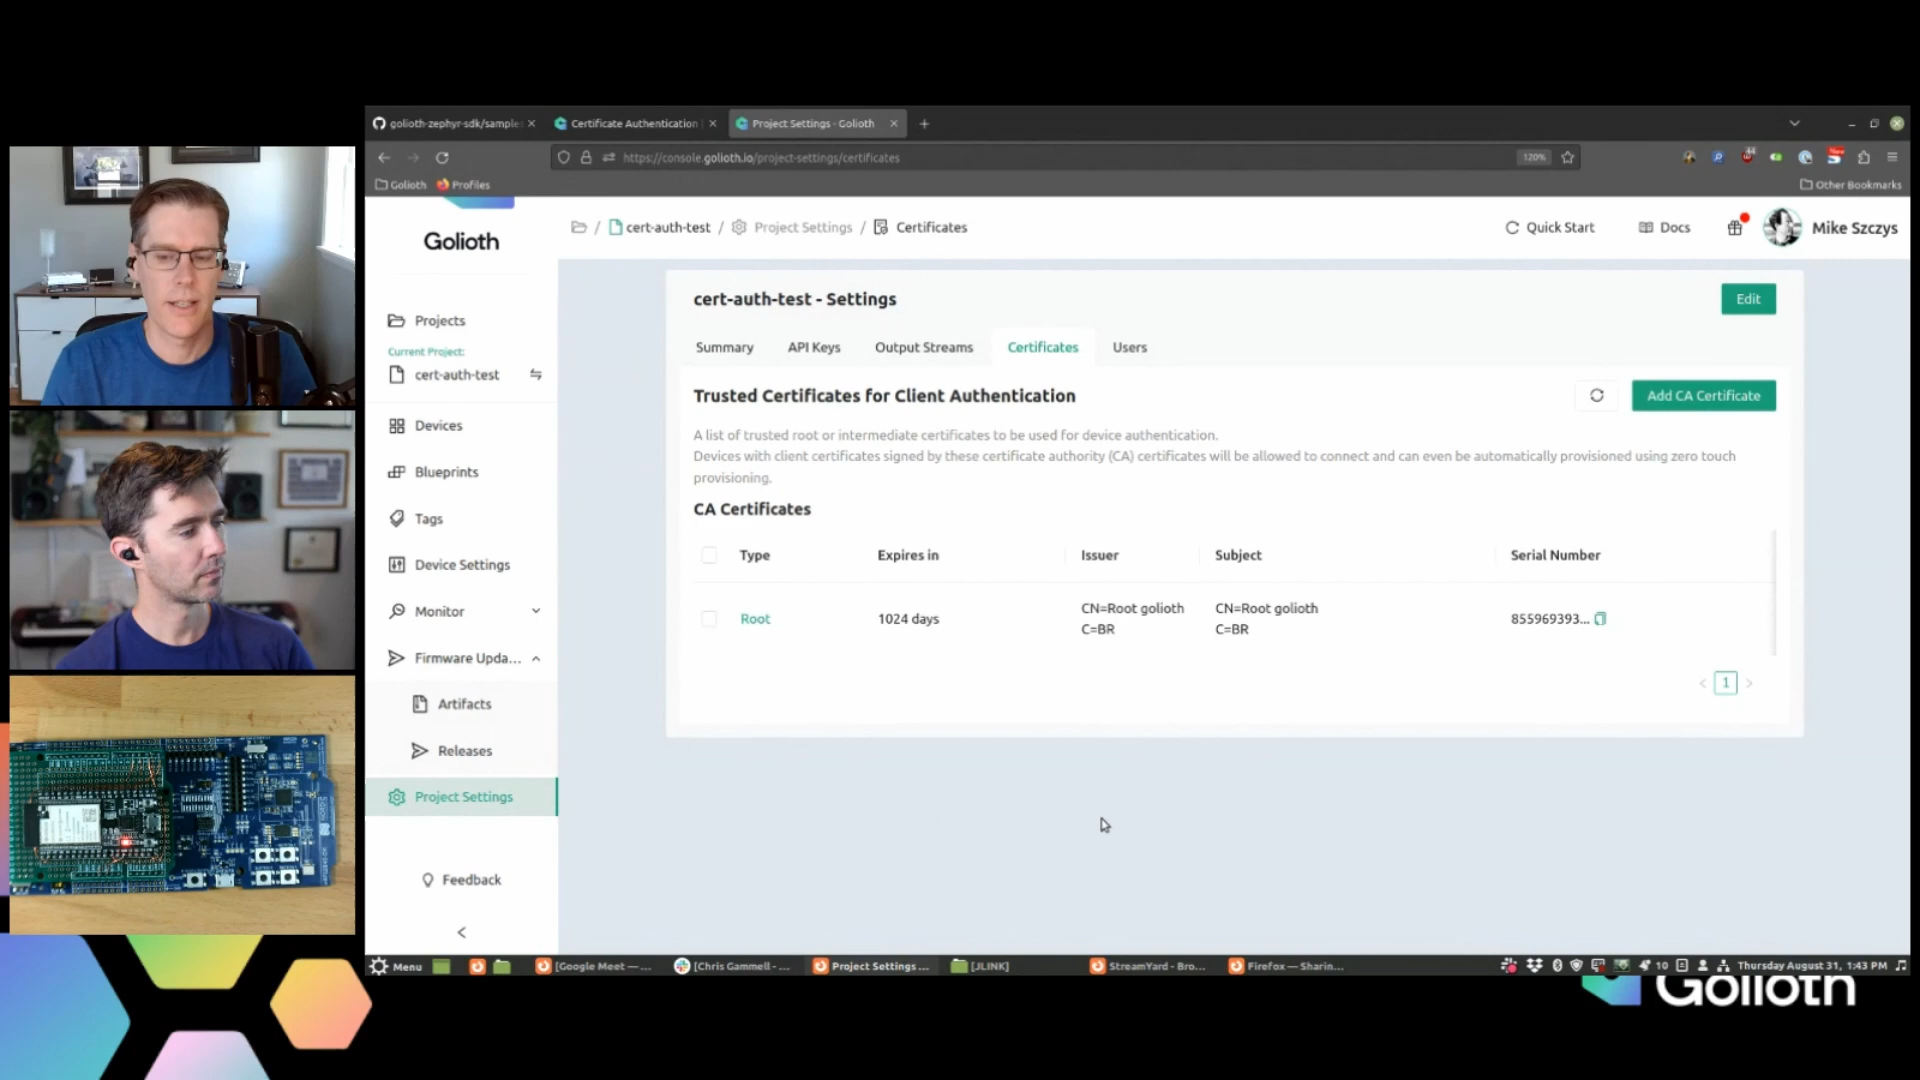 golioth-zephyr-sdk/sample
Certificate Authentication
Project Settings - Golioth
https://console.golioth.io/project-settings/certificates
120%
Golioth
Profiles
Other Bookmarks
Golioth
/ cert-auth-test / Project Settings / Certificates
Quick Start
Docs
Mike Szczys
Projects
Current Project:
cert-auth-test
Devices
Blueprints
Tags
Device Settings
Monitor
Firmware Upda...
Artifacts
Releases
Project Settings
Feedback
cert-auth-test - Settings
Edit
Summary
API Keys
Output Streams
Certificates
Users
Trusted Certificates for Client Authentication
Add CA Certificate
A list of trusted root or intermediate certificates to be used for device authentication.
Devices with client certificates signed by these certificate authority (CA) certificates will be allowed to connect and can even be automatically provisioned using zero touch
provisioning.
CA Certificates
Type
Expires in
Issuer
Subject
Serial Number
Root
1024 days
CN=Root golioth
C=BR
CN=Root golioth
C=BR
855969393...
1
Menu
[Google Meet — ...
[Chris Gammell - ...
Project Settings ...
[JLINK]
StreamYard - Bro...
Firefox — Sharin...
10
Thursday August 31, 1:43 PM
Golioth